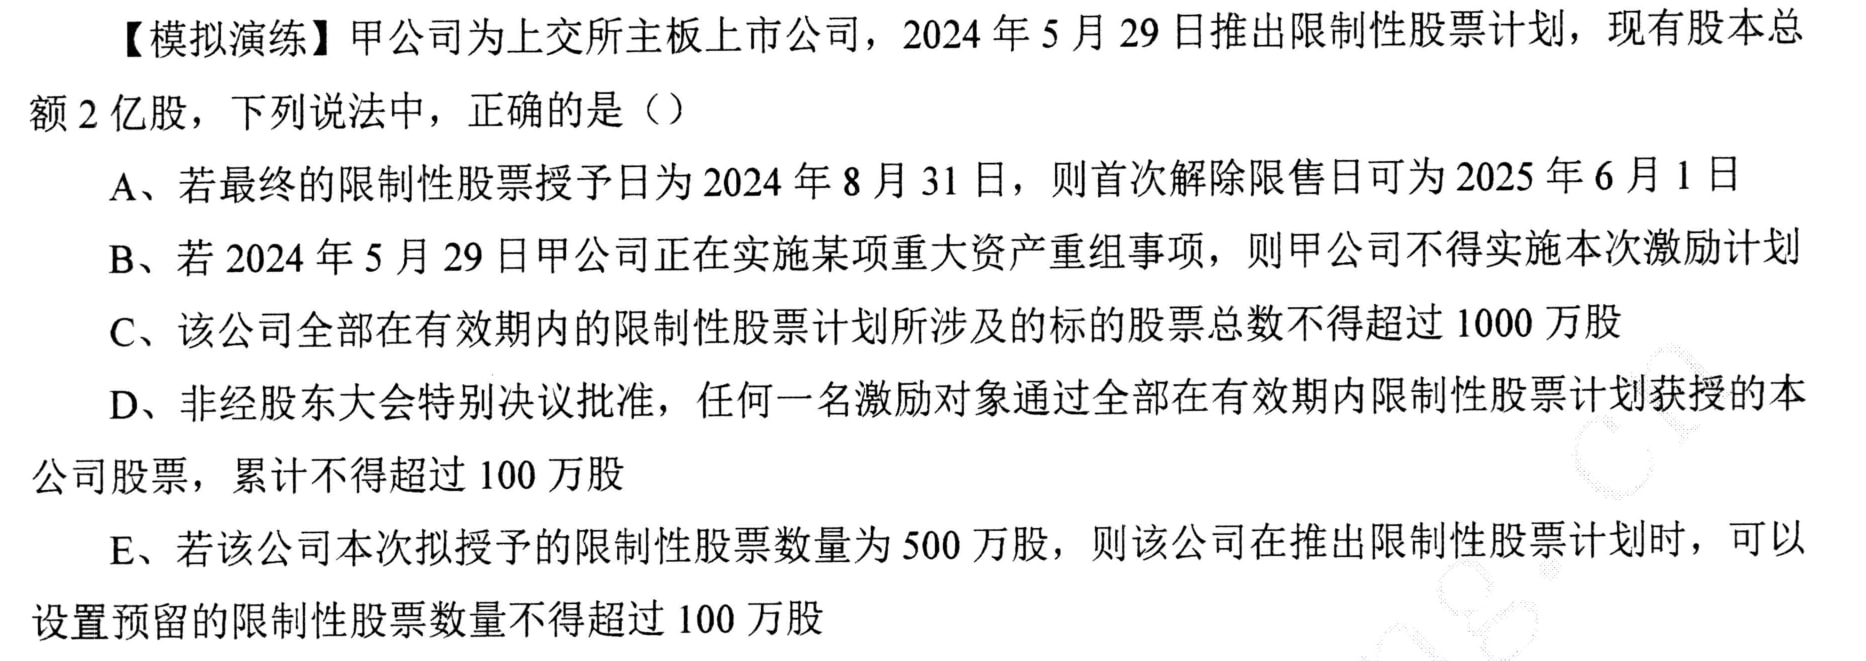 【模拟演练】甲公司为上交所主板上市公司，2024 年 5 月 29 日推出限制性股票计划，现有股本总
额 2 亿股，下列说法中，正确的是（）
A、若最终的限制性股票授予日为 2024 年 8 月 31 日，则首次解除限售日可为 2025 年 6 月 1 日
B、若 2024 年 5 月 29 日甲公司正在实施某项重大资产重组事项，则甲公司不得实施本次激励计划
C、该公司全部在有效期内的限制性股票计划所涉及的标的股票总数不得超过 1000 万股
D、非经股东大会特别决议批准，任何一名激励对象通过全部在有效期内限制性股票计划获授的本
公司股票，累计不得超过 100 万股
E、若该公司本次拟授予的限制性股票数量为 500 万股，则该公司在推出限制性股票计划时，可以
设置预留的限制性股票数量不得超过 100 万股